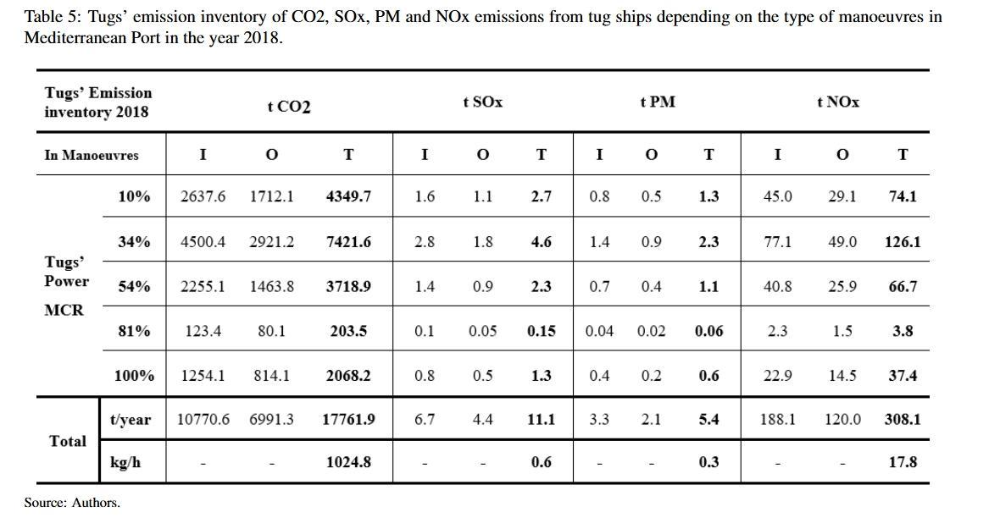 Table 5: Tugs’ emission inventory of CO2, SOx, PM and NOx emissions from tug ships depending on the type of manoeuvres in
Mediterranean Port in the year 2018.
Tugs’ Emission
inventory 2018
t CO2 t SOx t PM t NOx
In Manoeuvres I O T I O T I O T I O T
10% 2637.6 1712.1 4349.7 1.6 1.1 2.7 0.8 0.5 1.3 45.0 29.1 74.1
34% 4500.4 2921.2 7421.6 2.8 1.8 4.6 1.4 0.9 2.3 77.1 49.0 126.1
Tugs’
Power
MCR
54% 2255.1 1463.8 3718.9 1.4 0.9 2.3 0.7 0.4 1.1 40.8 25.9 66.7
81% 123.4 80.1 203.5 0.1 0.05 0.15 0.04 0.02 0.06 2.3 1.5 3.8
100% 1254.1 814.1 2068.2 0.8 0.5 1.3 0.4 0.2 0.6 22.9 14.5 37.4
Total
t/year 10770.6 6991.3 17761.9 6.7 4.4 11.1 3.3 2.1 5.4 188.1 120.0 308.1
kg/h - - 1024.8 - - 0.6 - - 0.3 - - 17.8
Source: Authors.